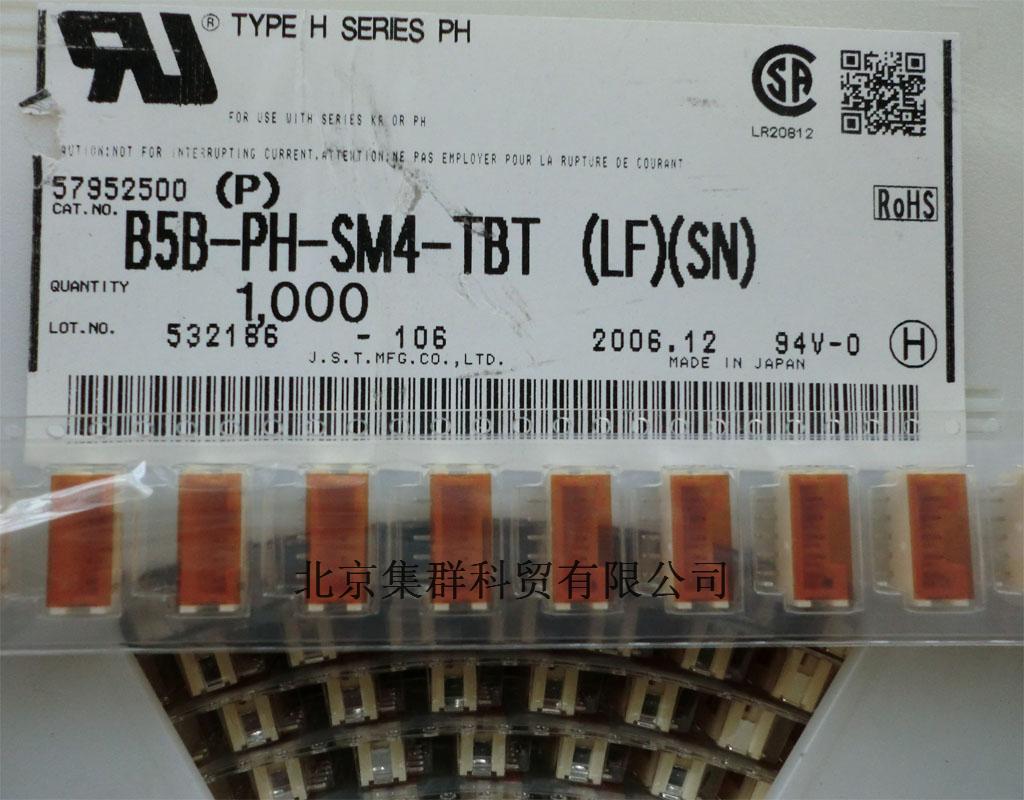 ® TYPE H SERIES PH
FOR USE WITH SERIES KR OR PH
LR20812
AUTION:NOT FOR INTERRUPTING CURRENT.ATTENTION:NE PAS EMPLOYER POUR LA RUPTURE DE COURANT
57952500 (P)
RoHS
CAT.NO. B5B-PH-SM4-TBT (LF)(SN)
QUANTITY 1,000
LOT.NO. 532186 - 106 2006.12 94V-0 H
J.S.T.MFG.CO.,LTD. MADE IN JAPAN
北京集群科贸有限公司